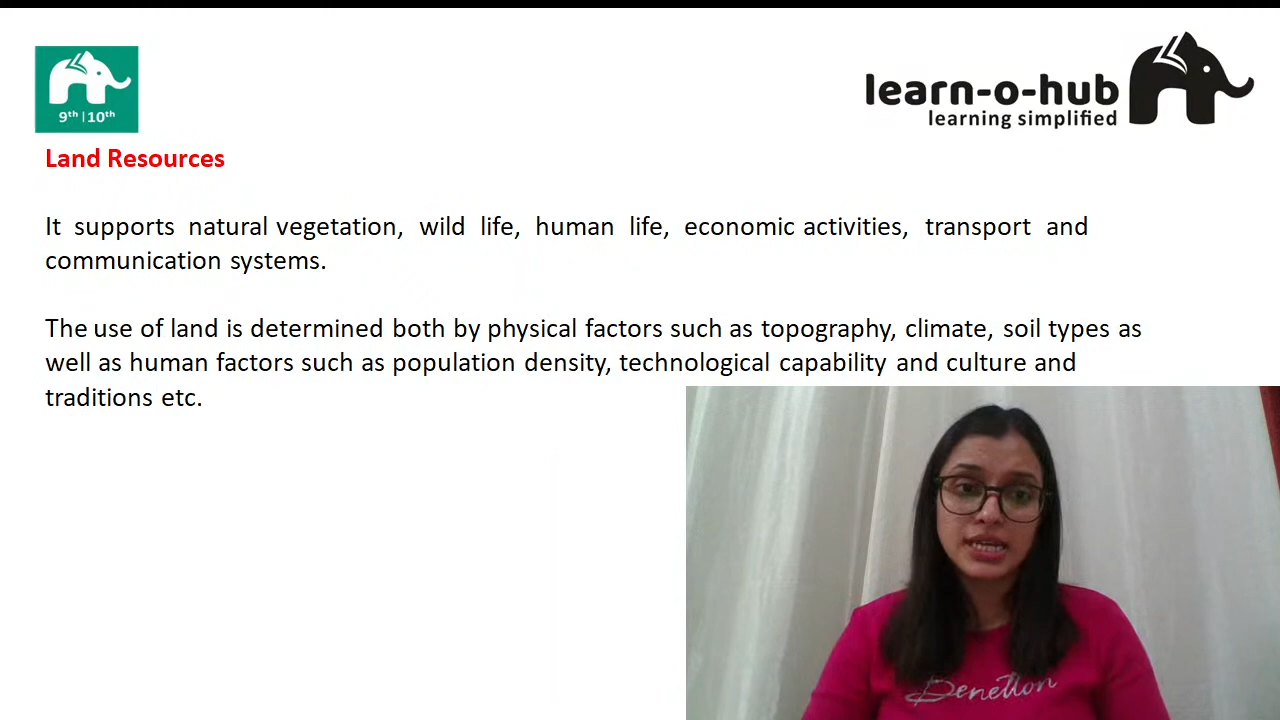 9th | 10th
learn-o-hub
learning simplified
Land Resources
It supports natural vegetation, wild life, human life, economic activities, transport and
communication systems.
The use of land is determined both by physical factors such as topography, climate, soil types as
well as human factors such as population density, technological capability and culture and
traditions etc.
Benetton